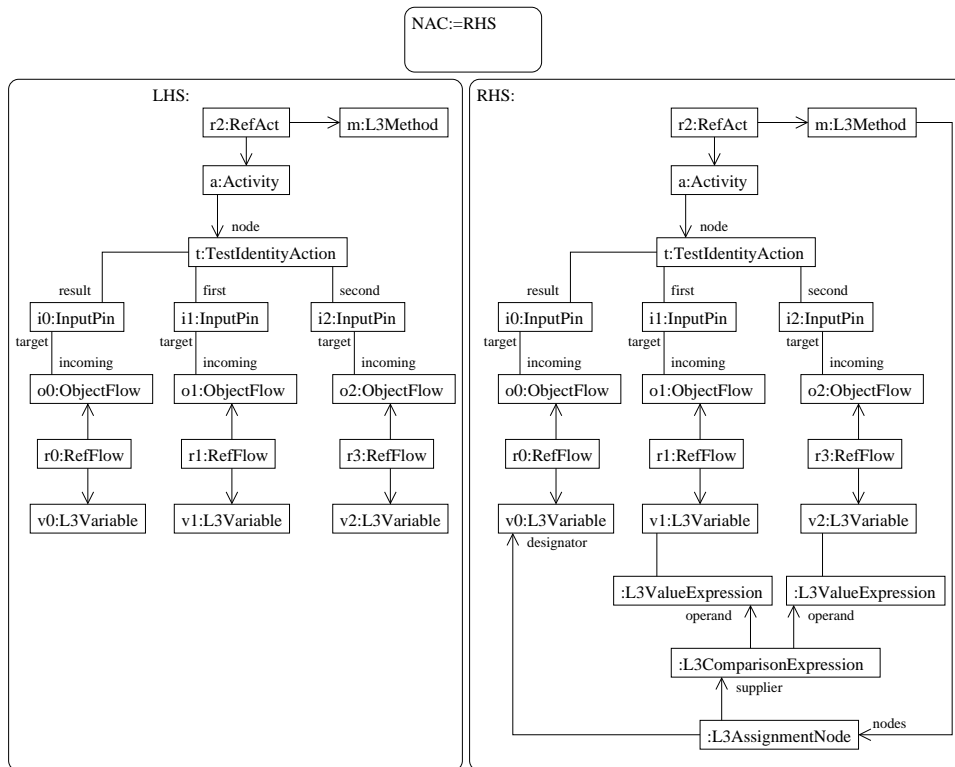 NAC:=RHS
LHS:
r2:RefAct
m:L3Method
a:Activity
node
t:TestIdentityAction
result
first
second
i0:InputPin
i1:InputPin
i2:InputPin
target
target
target
incoming
incoming
incoming
o0:ObjectFlow
o1:ObjectFlow
o2:ObjectFlow
r0:RefFlow
r1:RefFlow
r3:RefFlow
v0:L3Variable
v1:L3Variable
v2:L3Variable
RHS:
r2:RefAct
m:L3Method
a:Activity
node
t:TestIdentityAction
result
first
second
i0:InputPin
i1:InputPin
i2:InputPin
target
target
target
incoming
incoming
incoming
o0:ObjectFlow
o1:ObjectFlow
o2:ObjectFlow
r0:RefFlow
r1:RefFlow
r3:RefFlow
v0:L3Variable
v1:L3Variable
v2:L3Variable
designator
:L3ValueExpression
:L3ValueExpression
operand
operand
:L3ComparisonExpression
supplier
nodes
:L3AssignmentNode